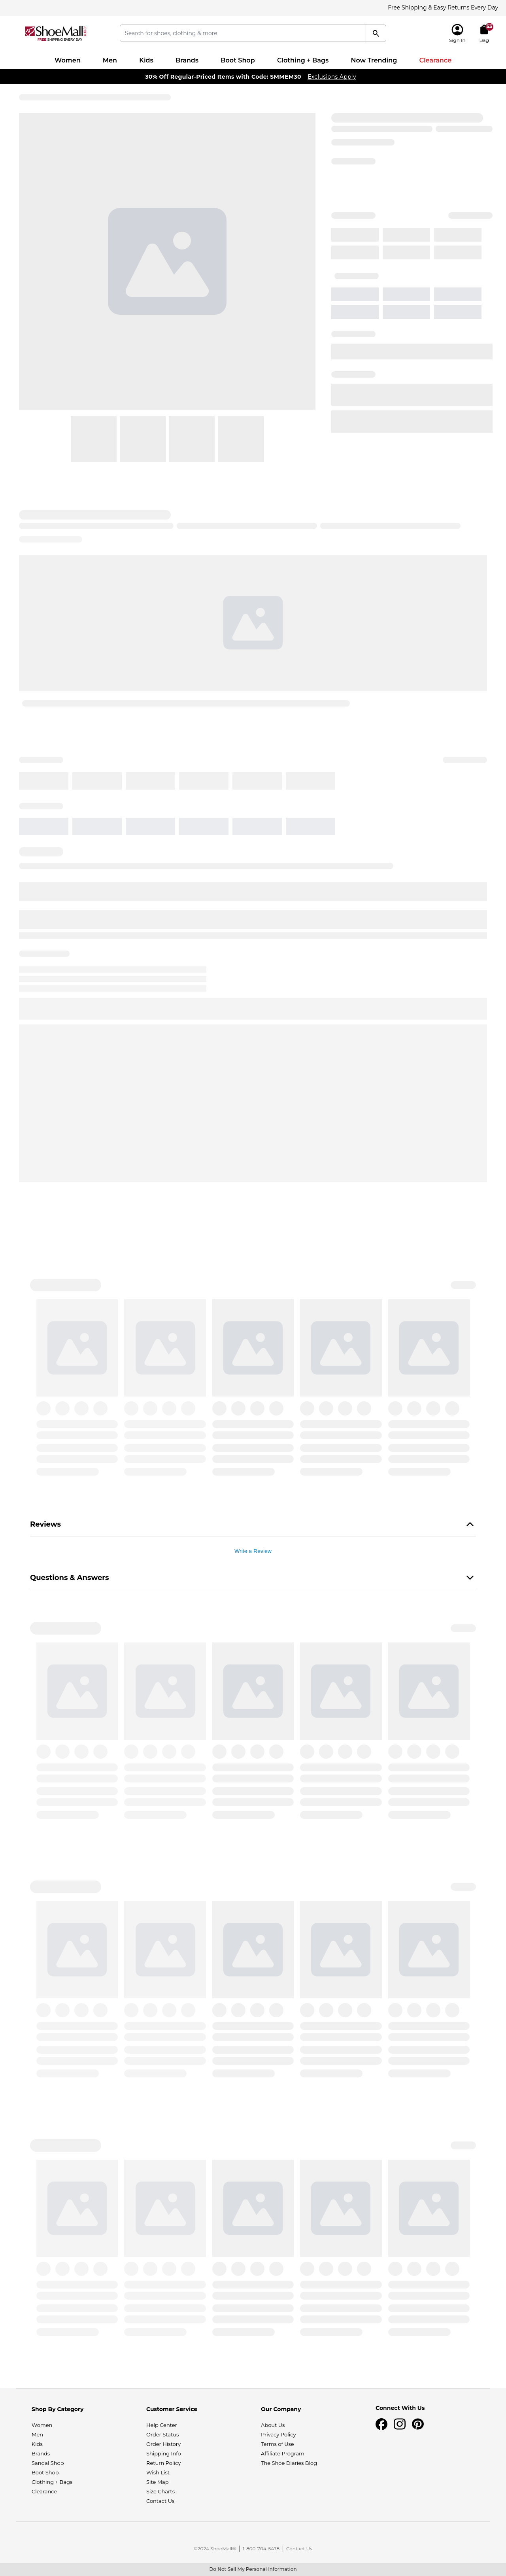 Free Shipping & Easy Returns Every Day
ShoeMall
FREE SHIPPING EVERY DAY
Search for shoes, clothing & more
Sign In
Bag
Women Men Kids Brands Boot Shop Clothing + Bags Now Trending Clearance
30% Off Regular-Priced Items with Code: SMMEM30 Exclusions Apply
Reviews
Write a Review
Questions & Answers
Shop By Category
Women
Men
Kids
Brands
Sandal Shop
Boot Shop
Clothing + Bags
Clearance
Customer Service
Help Center
Order Status
Order History
Shipping Info
Return Policy
Wish List
Site Map
Size Charts
Contact Us
Our Company
About Us
Privacy Policy
Terms of Use
Affiliate Program
The Shoe Diaries Blog
Connect With Us
©2024 ShoeMall® 1-800-704-5478 Contact Us
Do Not Sell My Personal Information